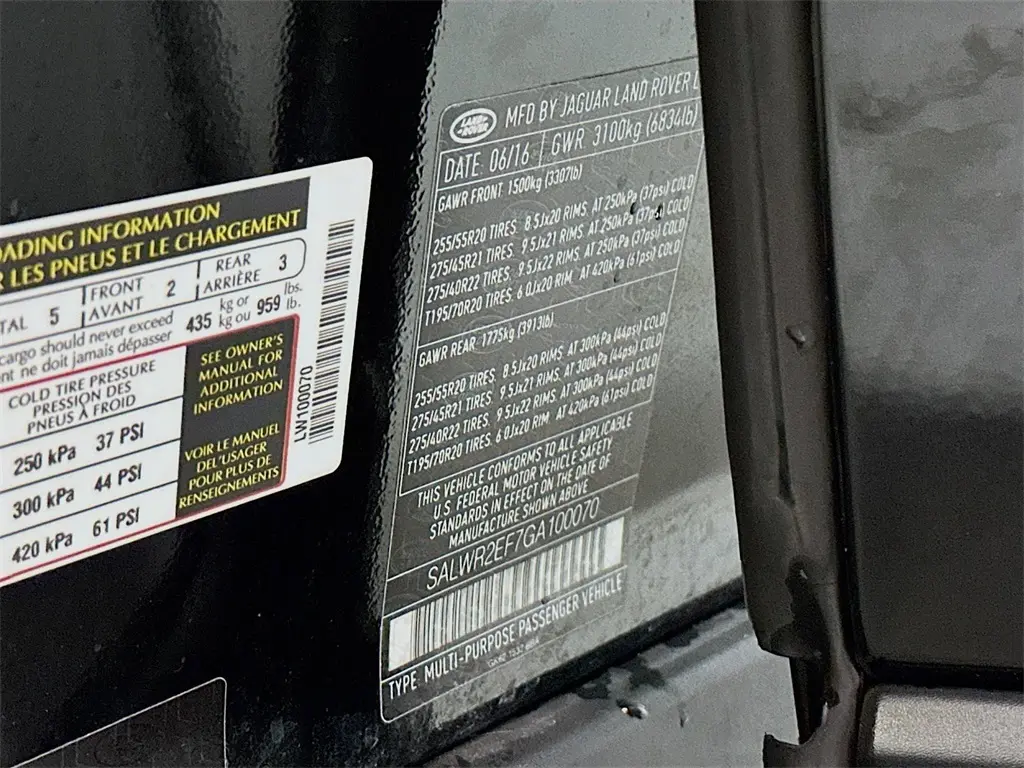 OADING INFORMATION
R LES PNEUS ET LE CHARGEMENT
TAL 5 FRONT AVANT 2 REAR ARRIÈRE 3
cargo should never exceed
nt ne doit jamais dépasser
435 kg or kg ou 959 lbs. lb.
COLD TIRE PRESSURE
PRESSION DES
PNEUS À FROID
250 kPa 37 PSI
300 kPa 44 PSI
420 kPa 61 PSI
SEE OWNER'S
MANUAL FOR
ADDITIONAL
INFORMATION
VOIR LE MANUEL
DEL'USAGER
POUR PLUS DE
RENSEIGNEMENTS
LW100070
LAND ROVER
MFD BY JAGUAR LAND ROVER L
DATE: 06/16 GWR 3100kg (6834lb)
GAWR FRONT 1500kg (3307lb)
255/55R20 TIRES. 8.5Jx20 RIMS. AT 250kPa (37psi) COLD
275/45R21 TIRES. 9.5Jx21 RIMS. AT 250kPa (37psi) COLD
275/40R22 TIRES. 9.5Jx22 RIMS. AT 250kPa (37psi) COLD
T195/70R20 TIRES. 6.0Jx20 RIM. AT 420kPa (61psi) COLD
GAWR REAR 1775kg (3913lb)
255/55R20 TIRES. 8.5Jx20 RIMS. AT 300kPa (44psi) COLD
275/45R21 TIRES. 9.5Jx21 RIMS. AT 300kPa (44psi) COLD
275/40R22 TIRES. 9.5Jx22 RIMS. AT 300kPa (44psi) COLD
T195/70R20 TIRES. 6.0Jx20 RIM. AT 420kPa (61psi) COLD
THIS VEHICLE CONFORMS TO ALL APPLICABLE
U.S. FEDERAL MOTOR VEHICLE SAFETY
STANDARDS IN EFFECT ON THE DATE OF
MANUFACTURE SHOWN ABOVE
SALWR2EF7GA100070
TYPE: MULTI-PURPOSE PASSENGER VEHICLE